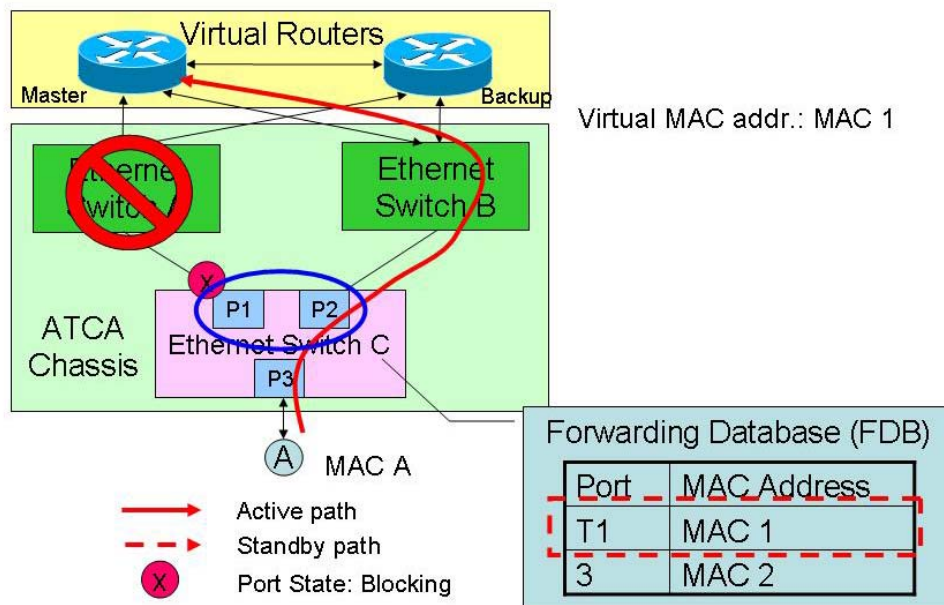 Virtual Routers
Master
Backup
Virtual MAC addr.: MAC 1
Ethernet
Switch A
Ethernet
Switch B
X
P1
P2
ATCA
Chassis
Ethernet Switch C
P3
A
MAC A
Forwarding Database (FDB)
Port MAC Address
T1 MAC 1
3 MAC 2
Active path
Standby path
X Port State: Blocking